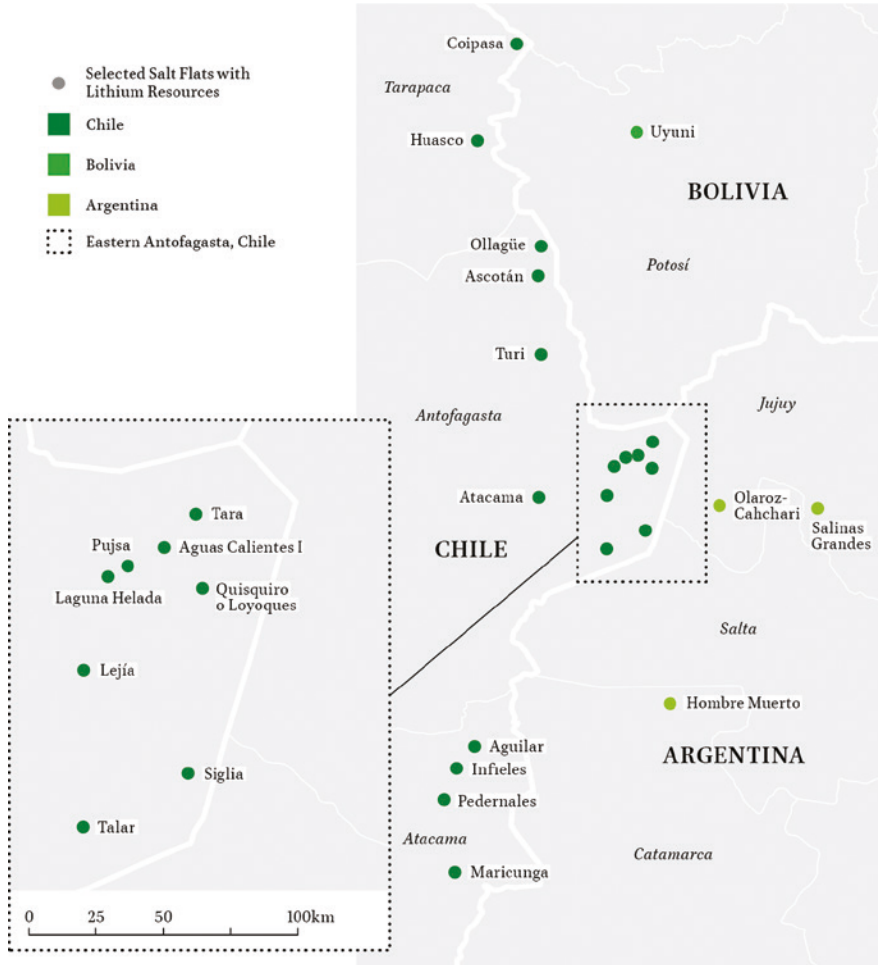 Selected Salt Flats with
Lithium Resources
Chile
Bolivia
Argentina
Eastern Antofagasta, Chile
Coipasa
Tarapaca
Huasco
Uyuni
BOLIVIA
Ollagüe
Potosí
Ascotán
Turi
Jujuy
Antofagasta
Atacama
Olaroz-
Cahchari
Salinas
Grandes
CHILE
Salta
Hombre Muerto
Aguilar
ARGENTINA
Infieles
Pedernales
Atacama
Catamarca
Maricunga
Tara
Pujsa
Aguas Calientes I
Laguna Helada
Quisquiro
o Loyoques
Lejía
Siglia
Talar
0 25 50 100km